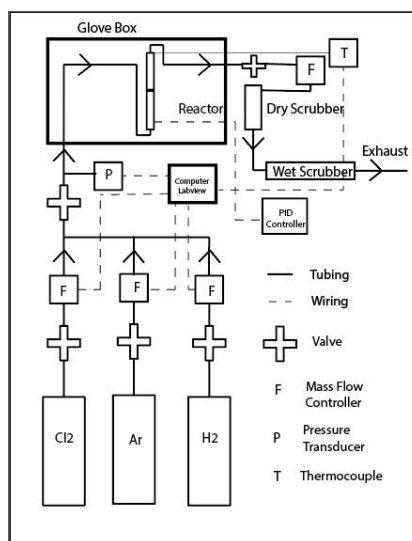 Glove Box
T
F
Reactor
Dry Scrubber
Exhaust
P
Computer
Labview
Wet Scrubber
PID
Controller
F
F
F
Tubing
Wiring
Valve
F
Mass Flow
Controller
P
Pressure
Transducer
T
Thermocouple
Cl2
Ar
H2